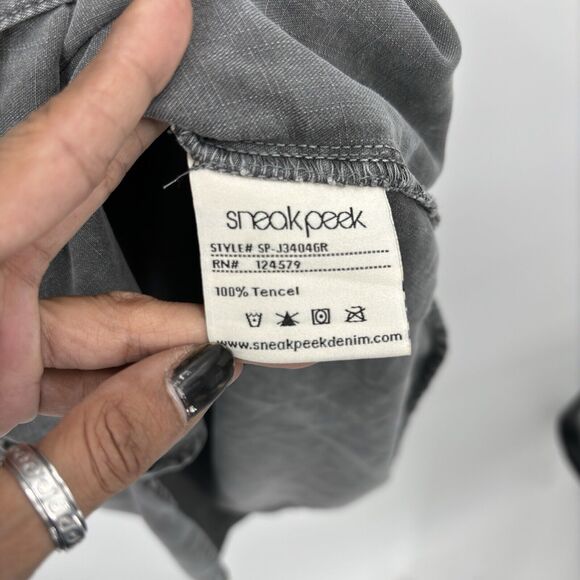 sneakpeek
STYLE# SP-J3404GR
RN# 124579
100% Tencel
www.sneakpeekdenim.com